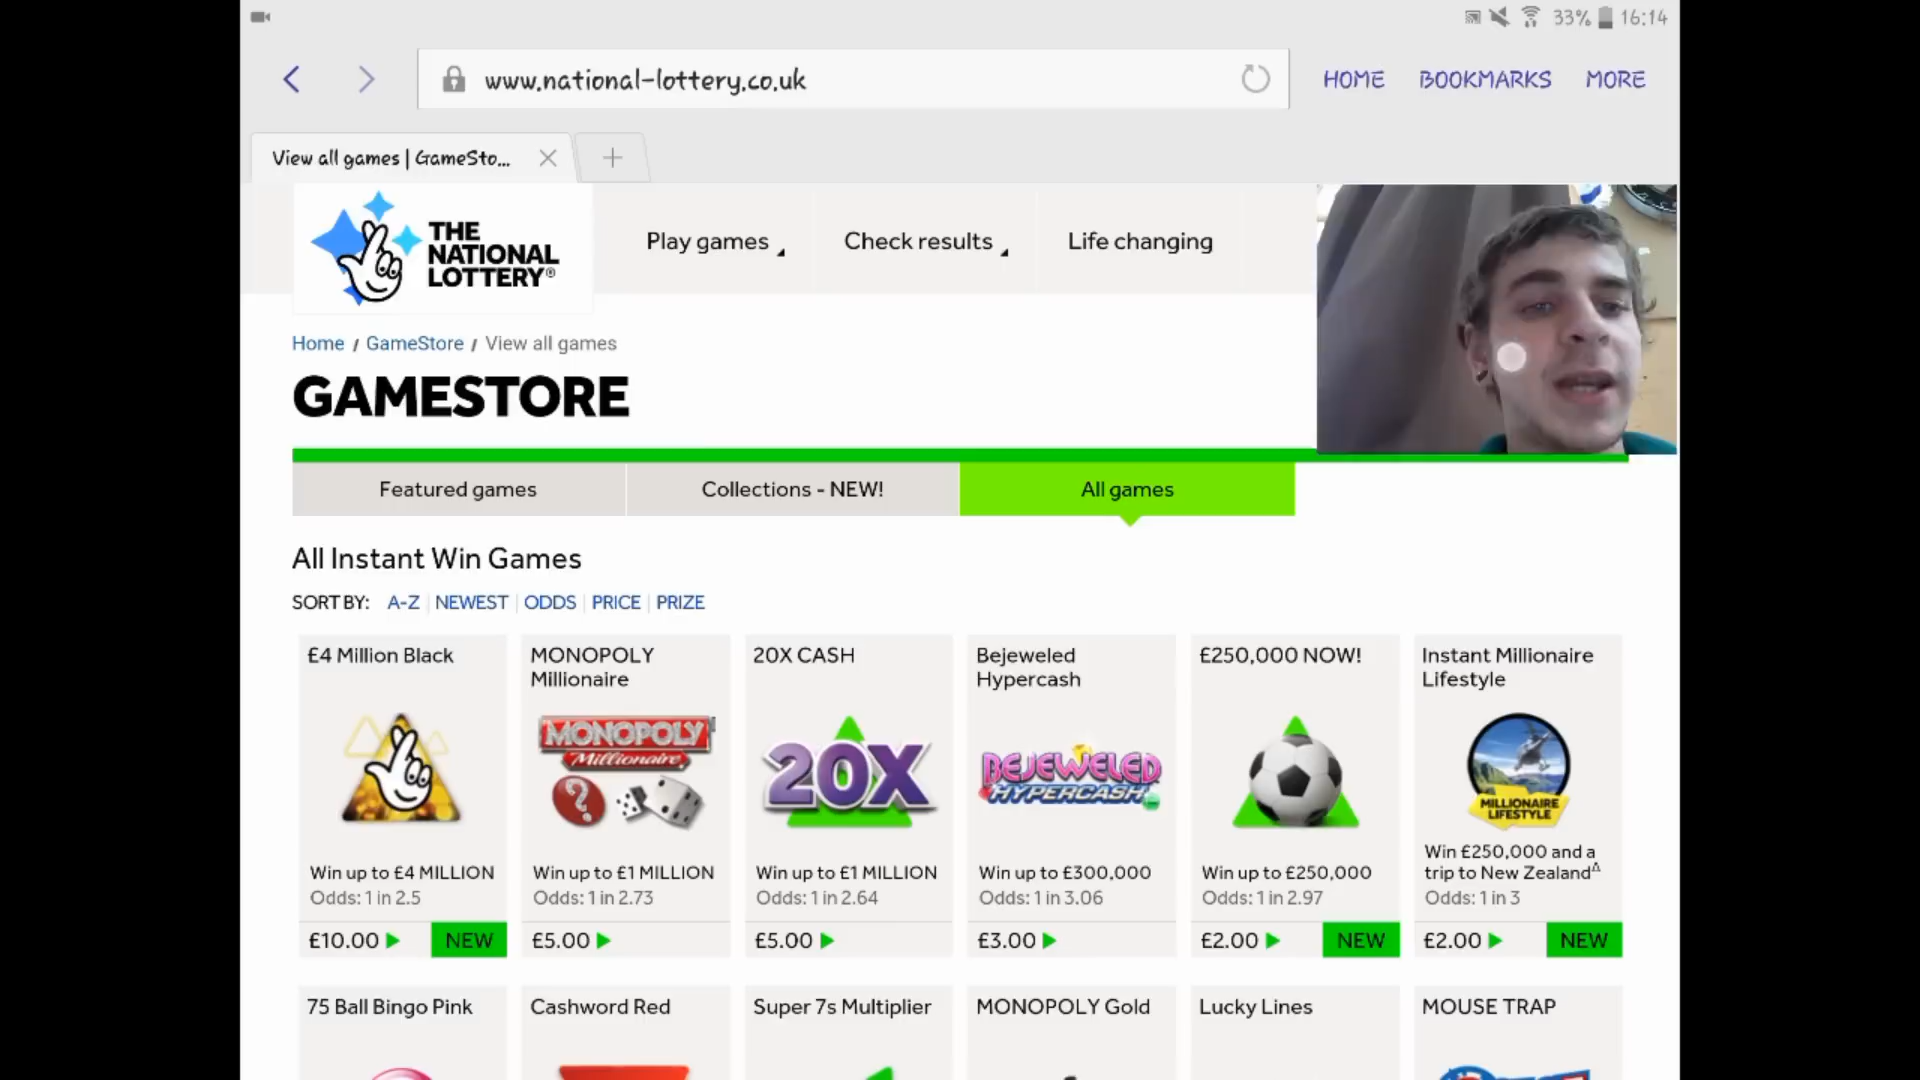 33% 16:14
www.national-lottery.co.uk
HOME BOOKMARKS MORE
View all games | GameSto...
THE
NATIONAL
LOTTERY®
Play games
Check results
Life changing
Home / GameStore / View all games
GAMESTORE
Featured games
Collections - NEW!
All games
All Instant Win Games
SORT BY: A-Z | NEWEST | ODDS | PRICE | PRIZE
£4 Million Black
Win up to £4 MILLION
Odds: 1 in 2.5
£10.00 NEW
MONOPOLY
Millionaire
MONOPOLY
Millionaire
?
Win up to £1 MILLION
Odds: 1 in 2.73
£5.00
20X CASH
20X
Win up to £1 MILLION
Odds: 1 in 2.64
£5.00
Bejeweled
Hypercash
BEJEWELED
HYPERCASH
Win up to £300,000
Odds: 1 in 3.06
£3.00
£250,000 NOW!
Win up to £250,000
Odds: 1 in 2.97
£2.00 NEW
Instant Millionaire
Lifestyle
MILLIONAIRE
LIFESTYLE
Win £250,000 and a
trip to New Zealand△
Odds: 1 in 3
£2.00 NEW
75 Ball Bingo Pink
Cashword Red
Super 7s Multiplier
MONOPOLY Gold
Lucky Lines
MOUSE TRAP